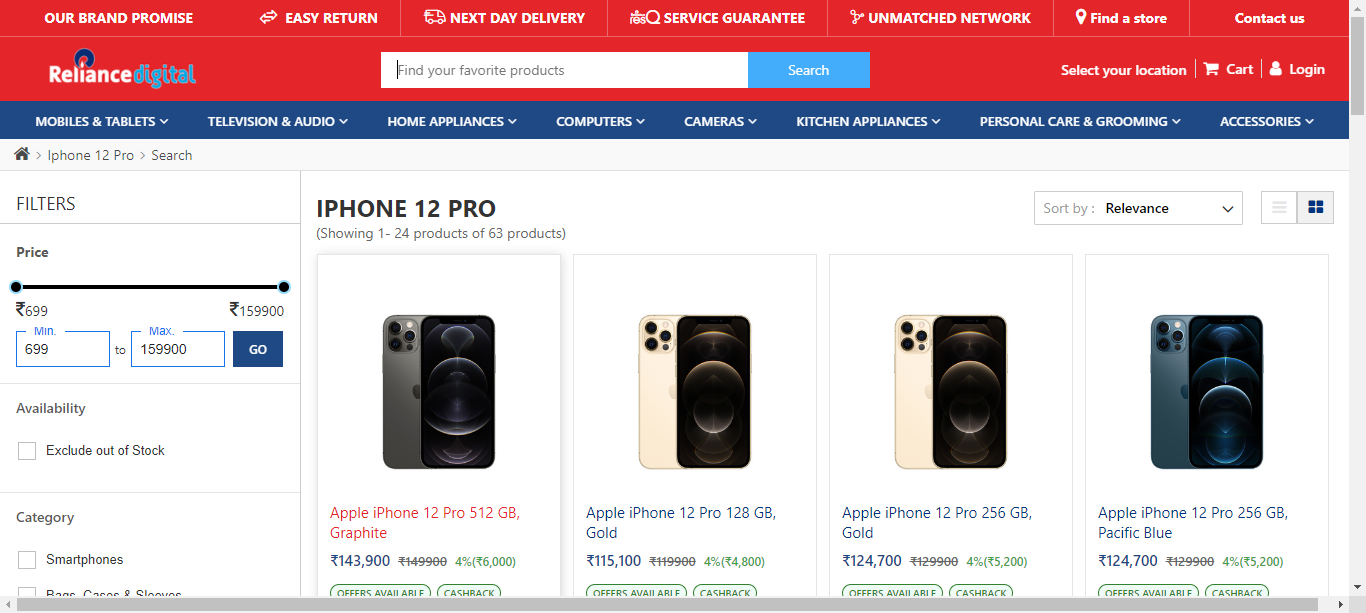 OUR BRAND PROMISE EASY RETURN NEXT DAY DELIVERY resQ SERVICE GUARANTEE UNMATCHED NETWORK Find a store Contact us
Reliance digital Find your favorite products Search Select your location Cart Login
MOBILES & TABLETS TELEVISION & AUDIO HOME APPLIANCES COMPUTERS CAMERAS KITCHEN APPLIANCES PERSONAL CARE & GROOMING ACCESSORIES
Iphone 12 Pro > Search
FILTERS
Price
₹699 ₹159900
Min. Max.
699 to 159900 GO
Availability
Exclude out of Stock
Category
Smartphones
Bags, Cases & Sleeves
IPHONE 12 PRO
(Showing 1- 24 products of 63 products)
Sort by : Relevance
Apple iPhone 12 Pro 512 GB,
Graphite
₹143,900 ₹149900 4%(₹6,000)
OFFERS AVAILABLE CASHBACK
Apple iPhone 12 Pro 128 GB,
Gold
₹115,100 ₹119900 4%(₹4,800)
OFFERS AVAILABLE CASHBACK
Apple iPhone 12 Pro 256 GB,
Gold
₹124,700 ₹129900 4%(₹5,200)
OFFERS AVAILABLE CASHBACK
Apple iPhone 12 Pro 256 GB,
Pacific Blue
₹124,700 ₹129900 4%(₹5,200)
OFFERS AVAILABLE CASHBACK